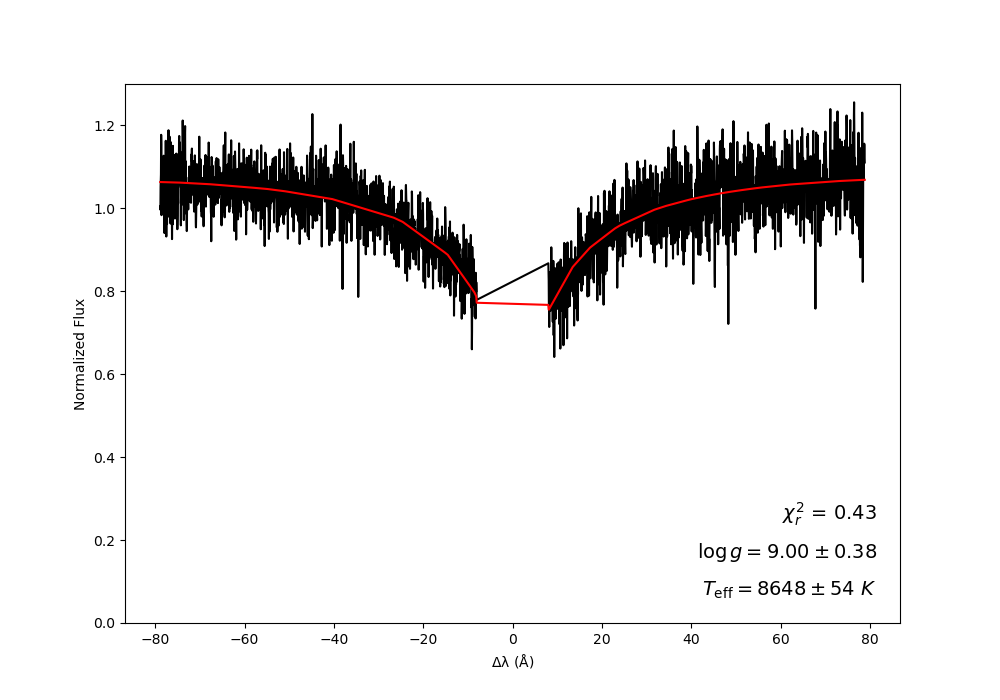 1.2
1.0
0.8
0.6
0.4
0.2
0.0
Normalized Flux
χ²ᵣ = 0.43
log g = 9.00 ± 0.38
T_eff = 8648 ± 54 K
−80 −60 −40 −20 0 20 40 60 80
Δλ (Å)